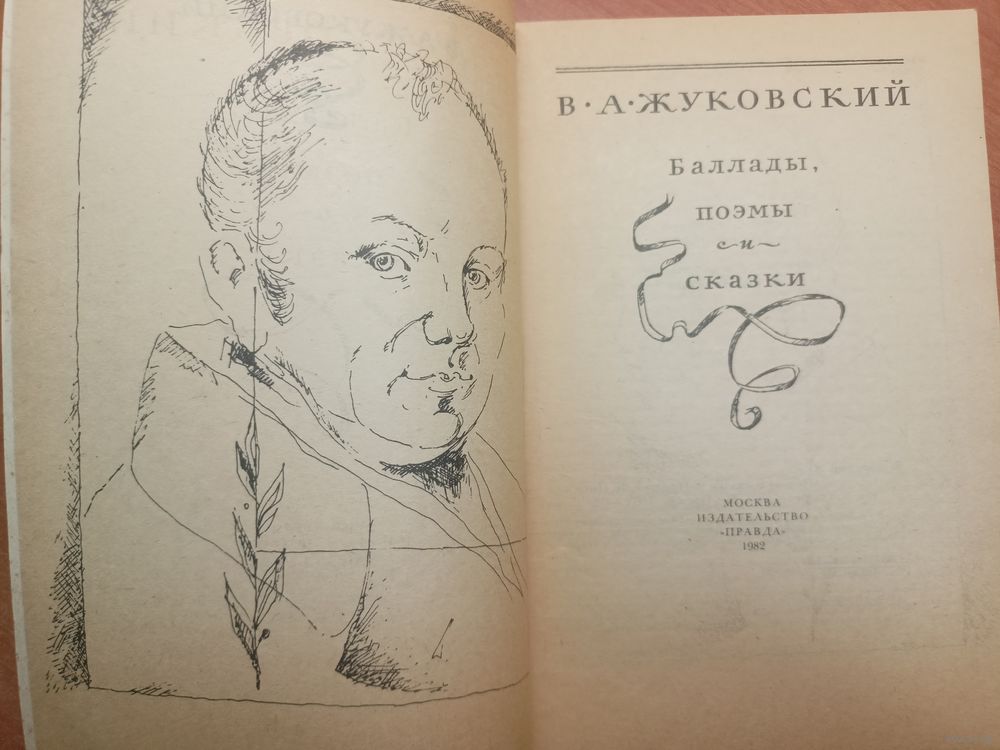 В·А·ЖУКОВСКИЙ
Баллады,
ПОЭМЫ
и
сказки
МОСКВА
ИЗДАТЕЛЬСТВО
«ПРАВДА»
1982